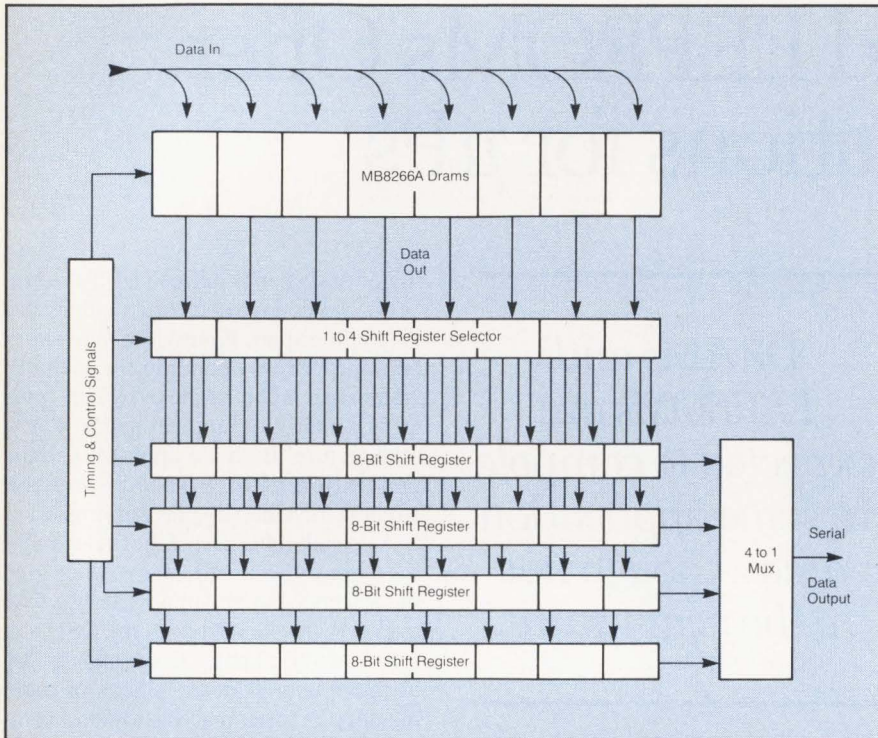 Data In
MB8266A Drams
Data
Out
1 to 4 Shift Register Selector
Timing & Control Signals
8-Bit Shift Register
8-Bit Shift Register
8-Bit Shift Register
8-Bit Shift Register
4 to 1
Mux
Serial
Data
Output